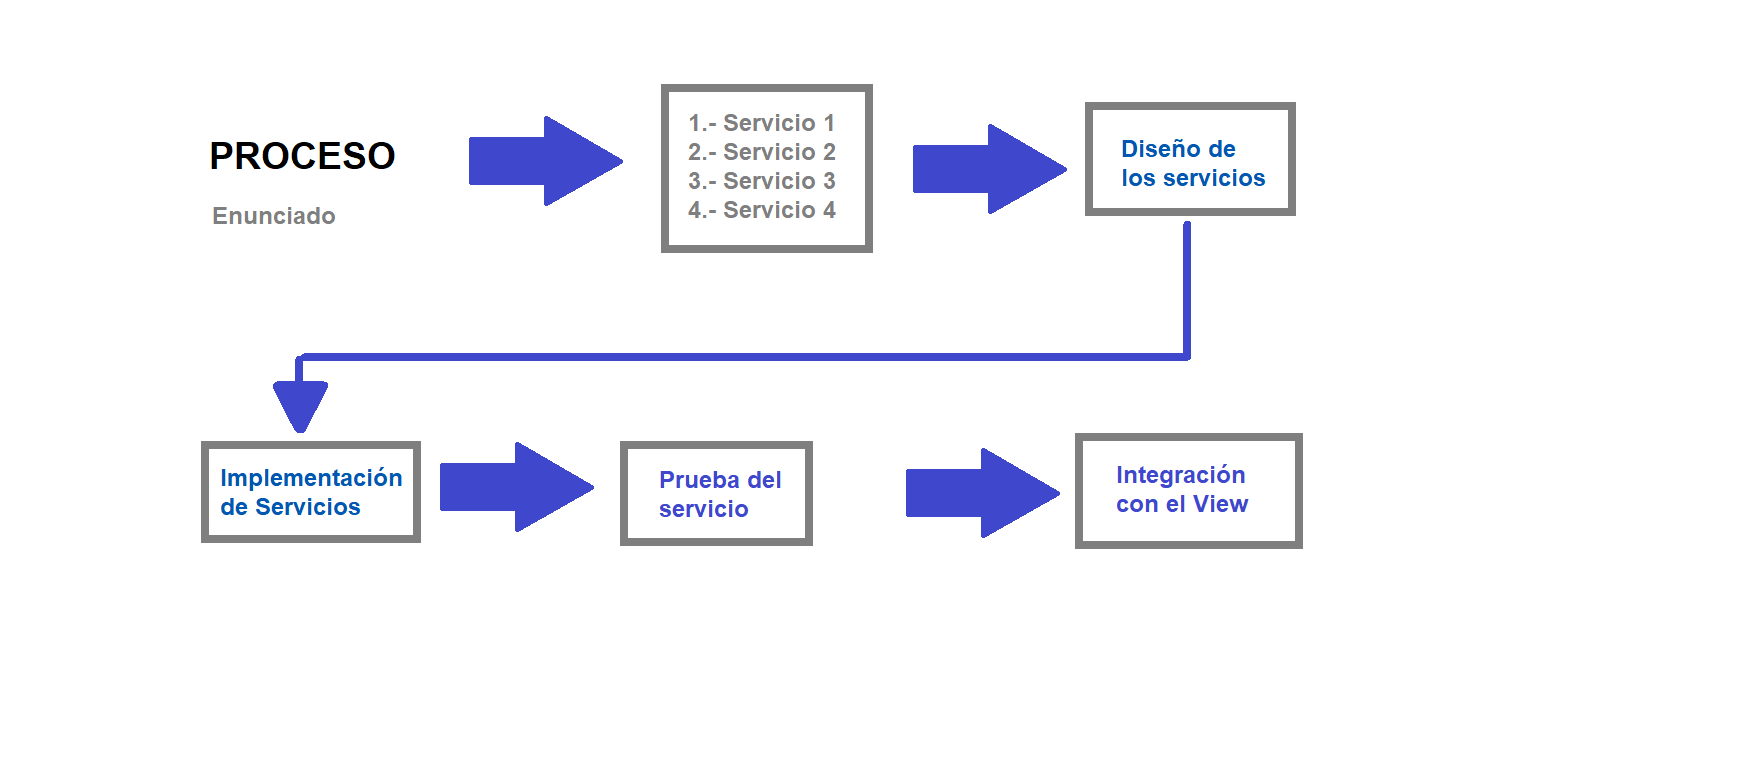 PROCESO
Enunciado
1.- Servicio 1
2.- Servicio 2
3.- Servicio 3
4.- Servicio 4
Diseño de
los servicios
Implementación
de Servicios
Prueba del
servicio
Integración
con el View